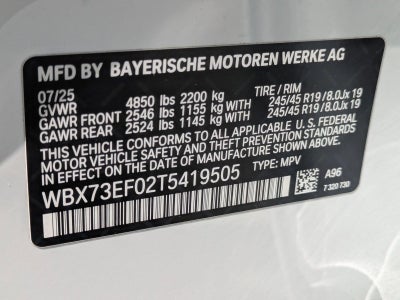 MFD BY BAYERISCHE MOTOREN WERKE AG
07/25 TIRE / RIM
GVWR 4850 lbs 2200 kg
GAWR FRONT 2546 lbs 1155 kg WITH 245/45 R19 / 8.0Jx 19
GAWR REAR 2524 lbs 1145 kg WITH 245/45 R19 / 8.0Jx 19
THIS VEHICLE CONFORMS TO ALL APPLICABLE FEDERAL
MOTOR VEHICLE SAFETY AND THEFT PREVENTION
STANDARDS IN EFFECT ON THE DATE OF
MANUFACTURE SHOWN ABOVE.
WBX73EF02T5419505 TYPE: MPV
A96
7 320 730